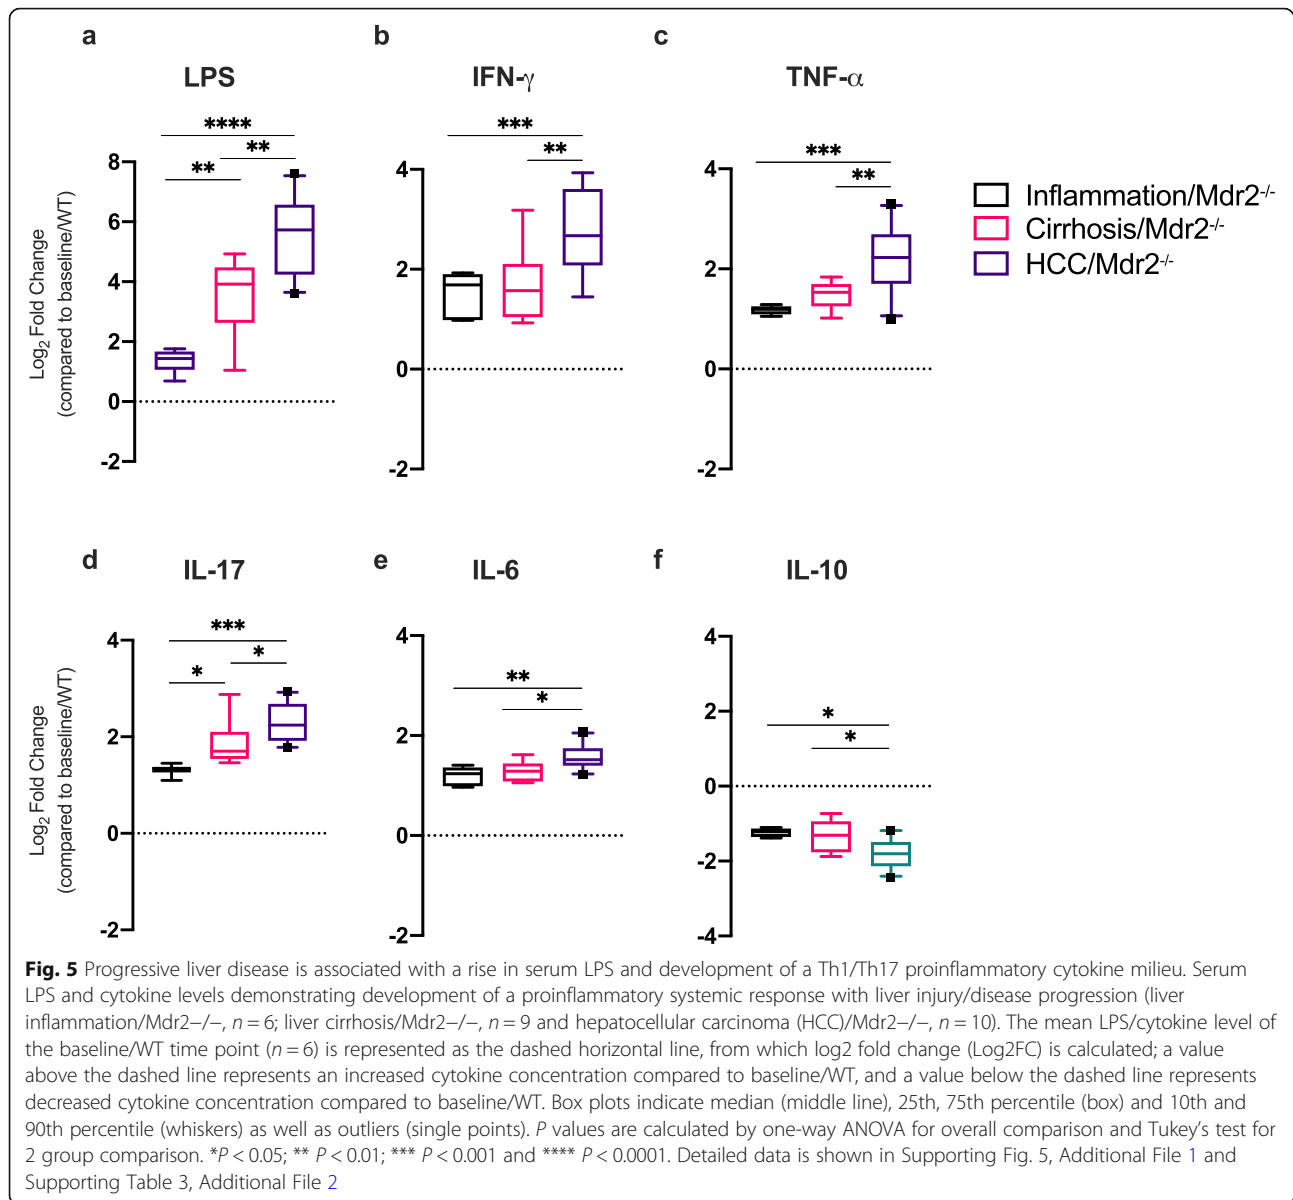 a
LPS
b
IFN-γ
c
TNF-α
Log2 Fold Change
(compared to baseline/WT)
****
**
**
8
6
4
2
0
-2
***
**
4
2
0
-2
***
**
4
2
0
-2
Inflammation/Mdr2-/-
Cirrhosis/Mdr2-/-
HCC/Mdr2-/-
d
IL-17
e
IL-6
f
IL-10
Log2 Fold Change
(compared to baseline/WT)
***
*
*
4
2
0
-2
**
*
4
2
0
-2
*
*
4
2
0
-2
-4
Fig. 5 Progressive liver disease is associated with a rise in serum LPS and development of a Th1/Th17 proinflammatory cytokine milieu. Serum
LPS and cytokine levels demonstrating development of a proinflammatory systemic response with liver injury/disease progression (liver
inflammation/Mdr2−/−, n = 6; liver cirrhosis/Mdr2−/−, n = 9 and hepatocellular carcinoma (HCC)/Mdr2−/−, n = 10). The mean LPS/cytokine level of
the baseline/WT time point (n = 6) is represented as the dashed horizontal line, from which log2 fold change (Log2FC) is calculated; a value
above the dashed line represents an increased cytokine concentration compared to baseline/WT, and a value below the dashed line represents
decreased cytokine concentration compared to baseline/WT. Box plots indicate median (middle line), 25th, 75th percentile (box) and 10th and
90th percentile (whiskers) as well as outliers (single points). P values are calculated by one-way ANOVA for overall comparison and Tukey's test for
2 group comparison. *P < 0.05; ** P < 0.01; *** P < 0.001 and **** P < 0.0001. Detailed data is shown in Supporting Fig. 5, Additional File 1 and
Supporting Table 3, Additional File 2